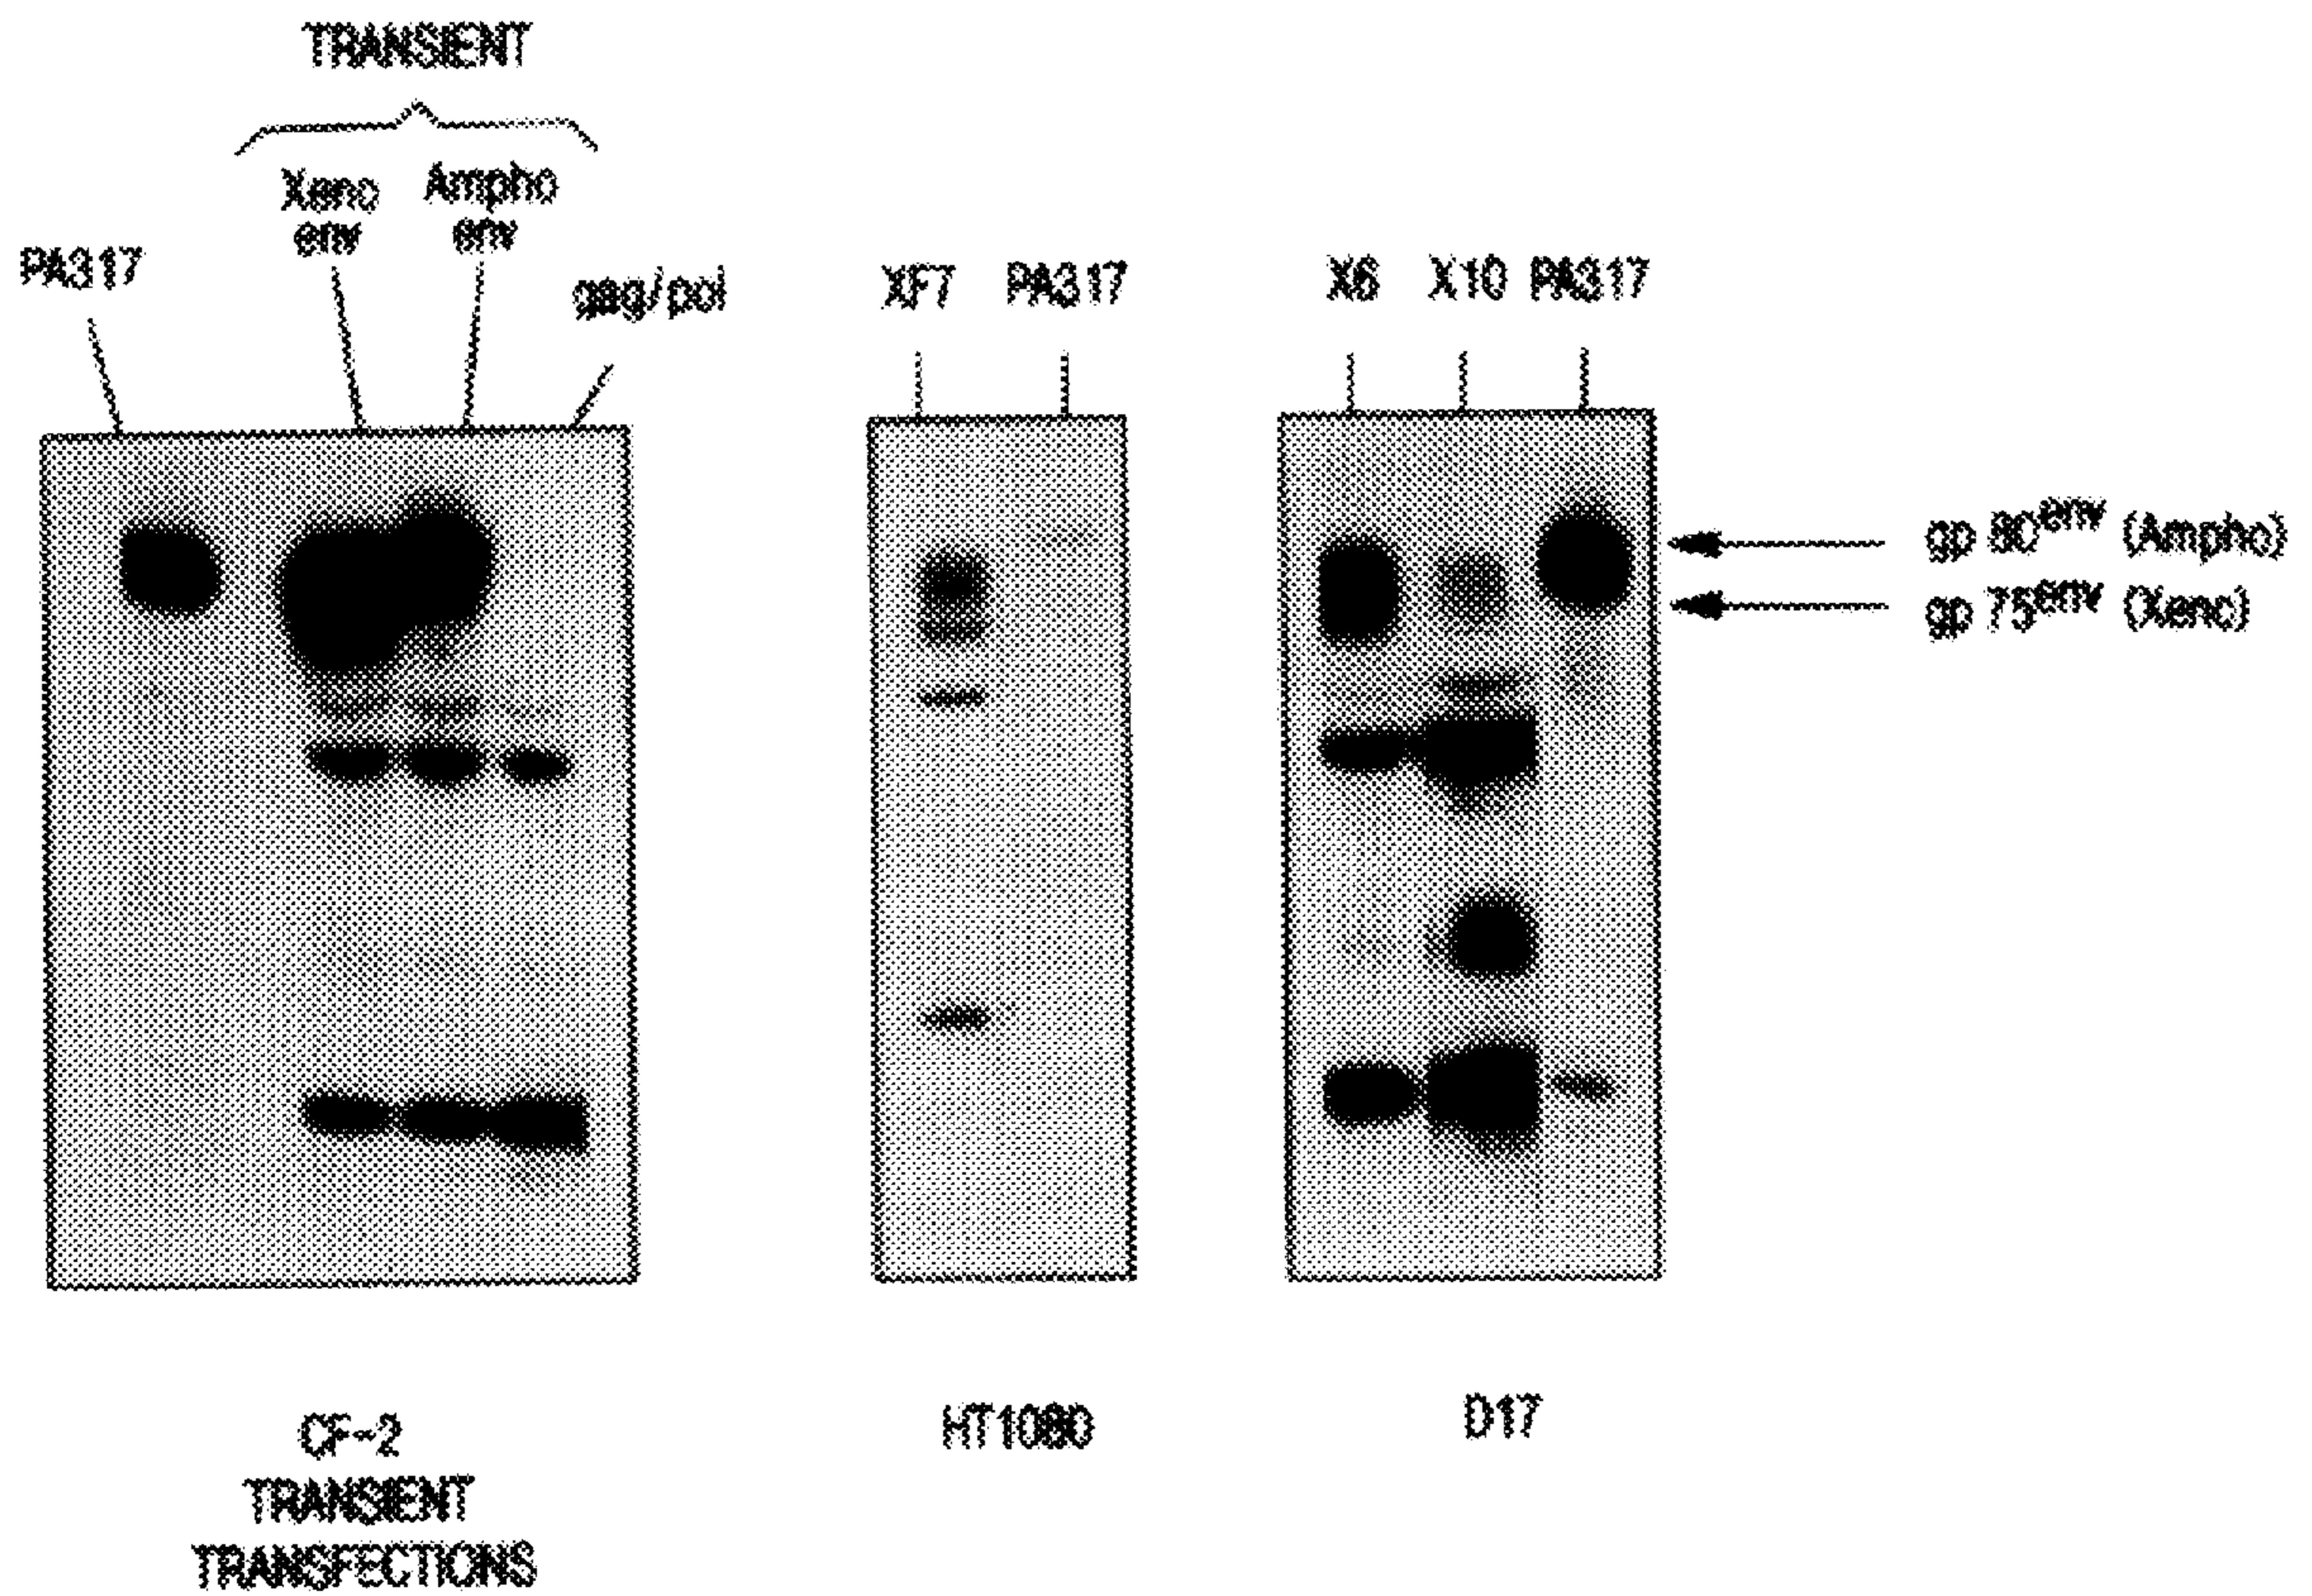 TRANSIENT
Xeno
env
Ampho
env
PA317
gag/pol
XF7 PA317
X6 X10 PA317
gp 80env (Ampho)
gp 75env (Xeno)
CF-2
TRANSIENT
TRANSFECTIONS
HT1080
D17